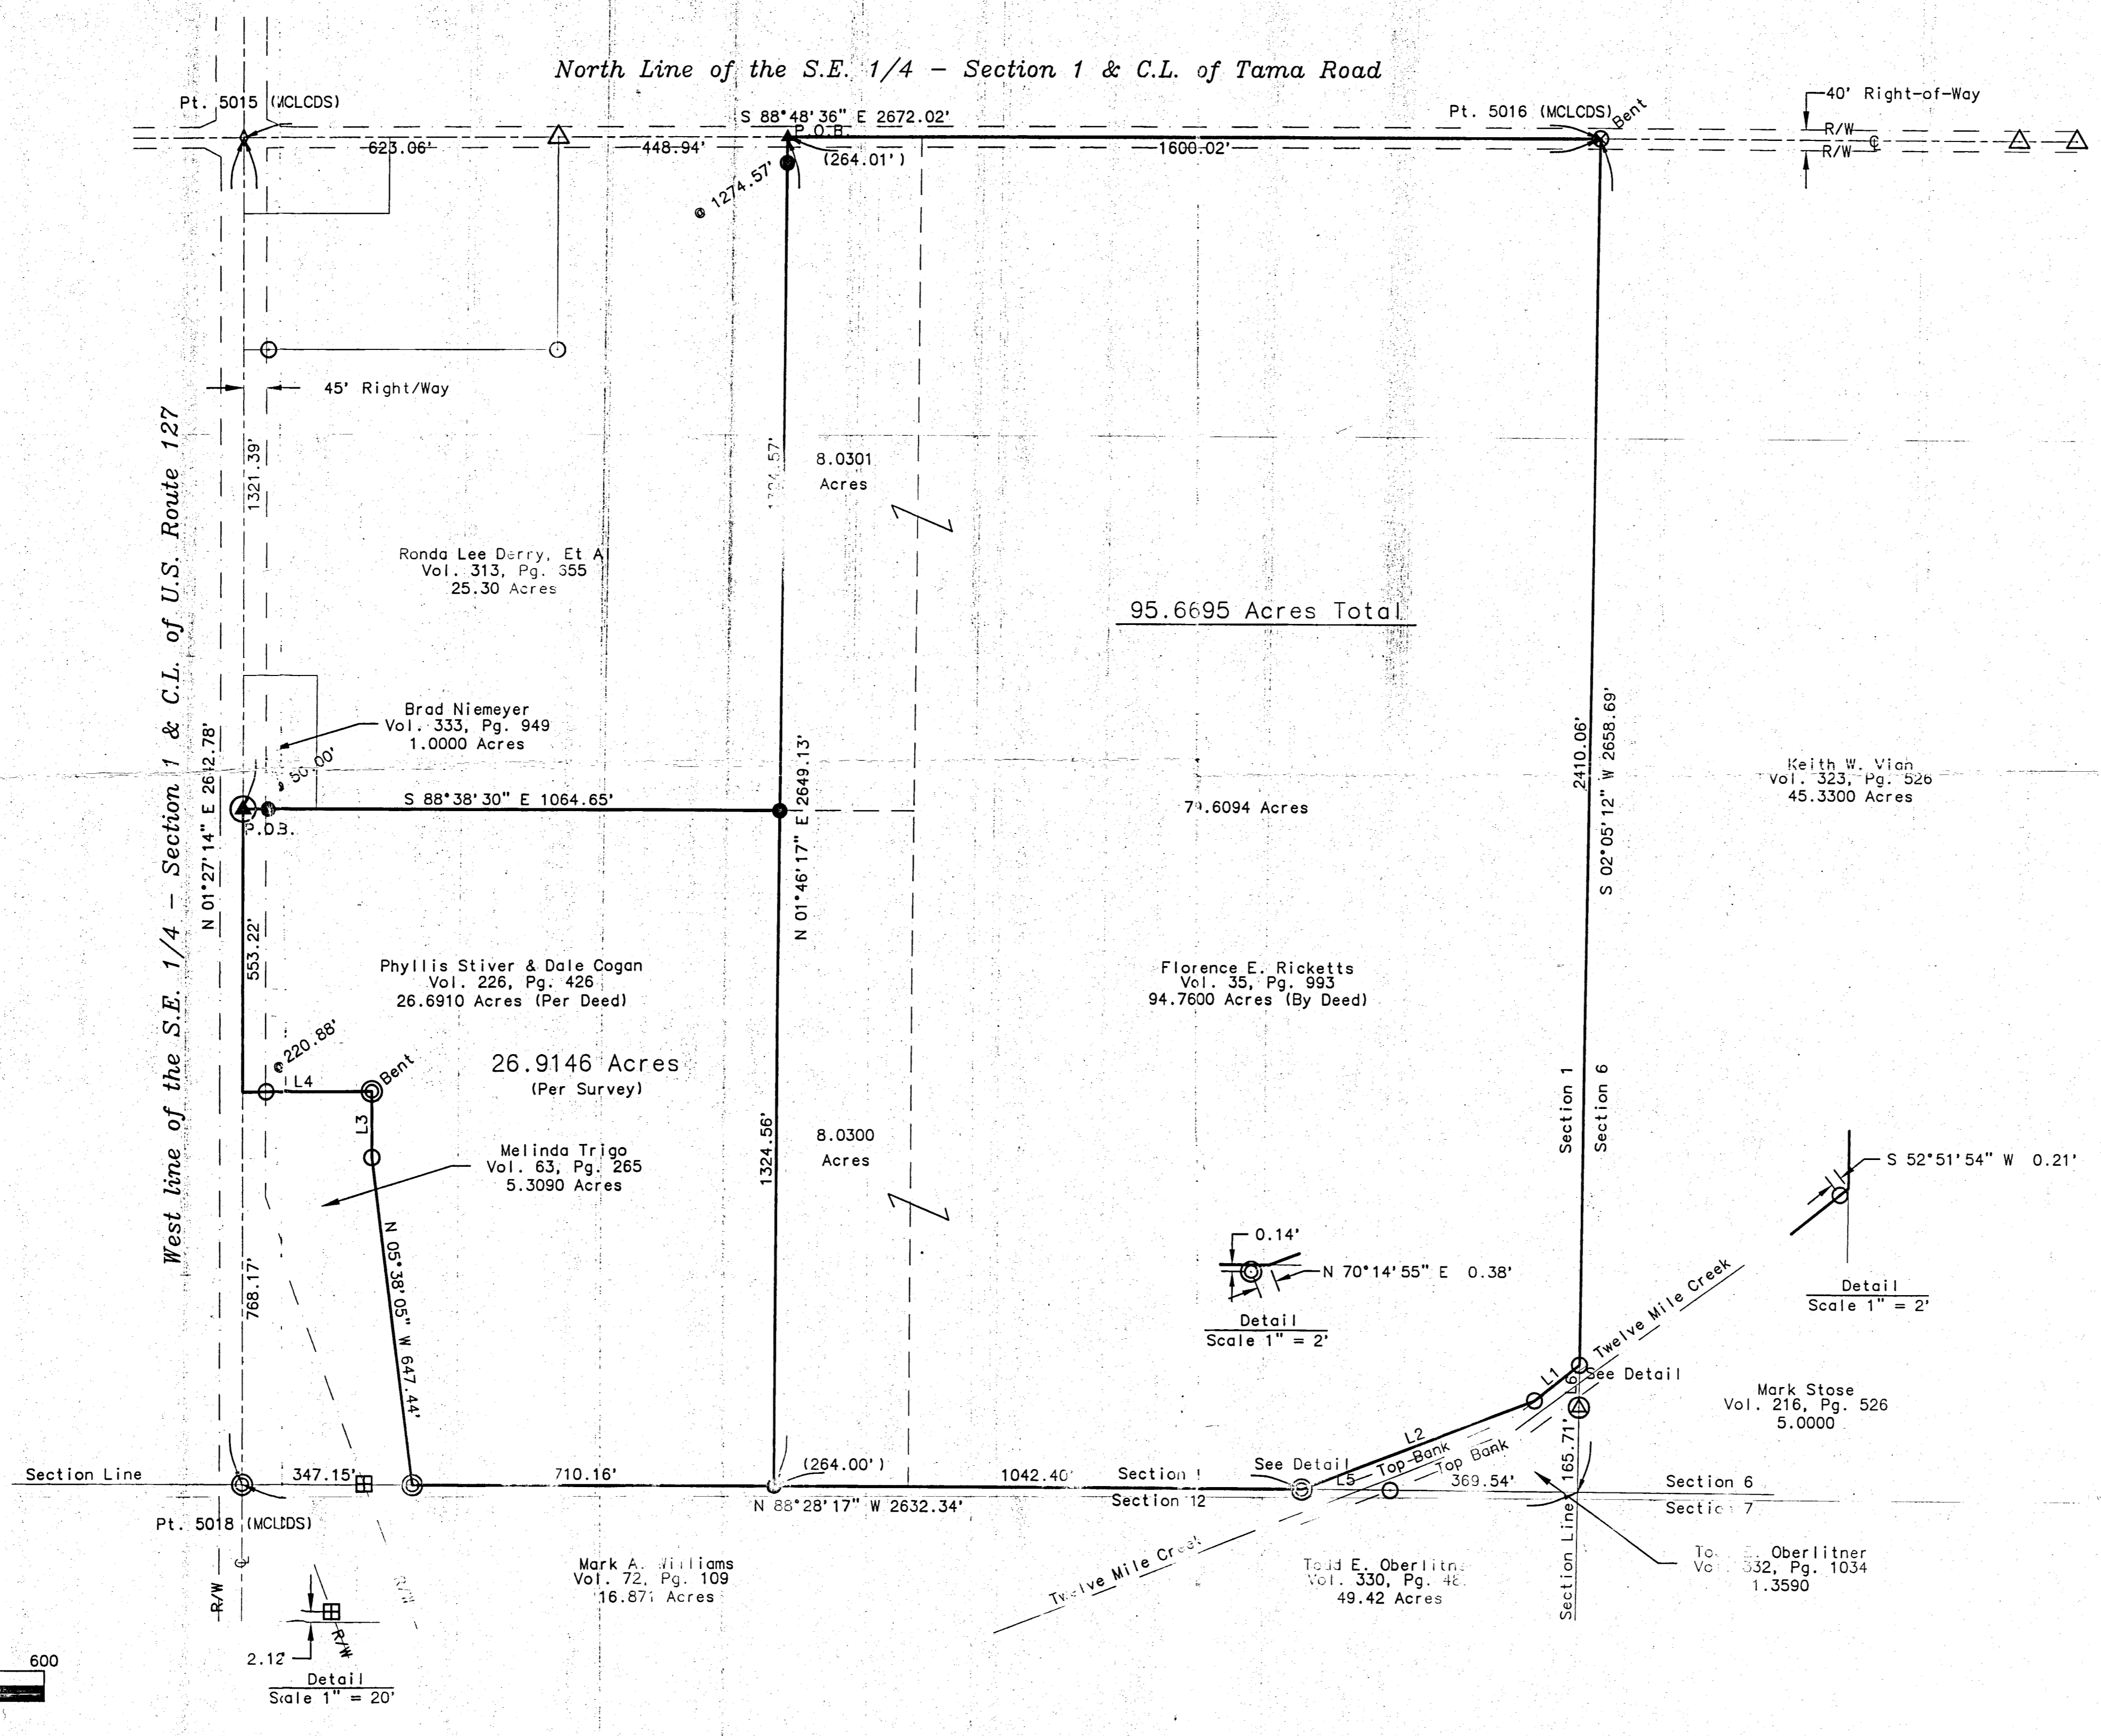 North Line of the S.E. 1/4 - Section 1 & C.L. of Tama Road
Pt. 5015 (MCLCDS)
S 88°48'36" E 2672.02'
P.O.B.
Pt. 5016 (MCLCDS)
Bent
40' Right-of-Way
R/W
R/W
623.06'
448.94'
(264.01')
1600.02'
@ 1274.57'
45' Right/Way
West line of the S.E. 1/4 - Section 1 & C.L. of U.S. Route 127
1321.39'
8.0301
Acres
Ronda Lee Derry, Et Al
Vol. 313, Pg.
25.30 Acres
95.6695 Acres Total
Brad Niemeyer
Vol. 333, Pg. 949
1.0000 Acres
50.00'
N 01°27'14" E
S 88°38'30" E 1064.65'
P.O.B.
N 01°46'17" E 2649.13'
2410.06'
S 02°05'12" W 2658.69'
Keith W. Vian
Vol. 323, Pg. 526
45.3300 Acres
Acres
553.22'
Phyllis Stiver & Dale Cogan
Vol. 226, Pg. 426
26.6910 Acres (Per Deed)
Florence E. Ricketts
Vol. 35, Pg. 993
94.7600 Acres (By Deed)
@ 220.88'
L4
Bent
26.9146 Acres
(Per Survey)
L3
Section 1
Section 6
1324.56'
8.0300
Acres
Melinda Trigo
Vol. 63, Pg. 265
5.3090 Acres
S 52°51'54" W 0.21'
N 05°38'05" W 647.44'
768.17'
0.14'
N 70°14'55" E 0.38'
Detail
Scale 1" = 2'
Detail
Scale 1" = 2'
Twelve Mile Creek
L1
L6
See Detail
Mark Stose
Vol. 216, Pg. 526
5.0000
L2
Top Bank
Top Bank
165.71'
Section Line
347.15'
710.16'
(264.00')
1042.40'
Section 1
See Detail
L5
369.54'
Section 6
N 88°28'17" W 2632.34'
Section 12
Section 7
Pt. 5018 (MCLCDS)
Section Line
Mark A. Williams
Vol. 72, Pg. 109
16.871 Acres
Twelve Mile Creek
Todd E.
Vol. 330, Pg.
49.42 Acres
Oberlitner
Pg. 1034
1.3590
R/W
R/W
R/W
2.12'
Detail
Scale 1" = 20'
600